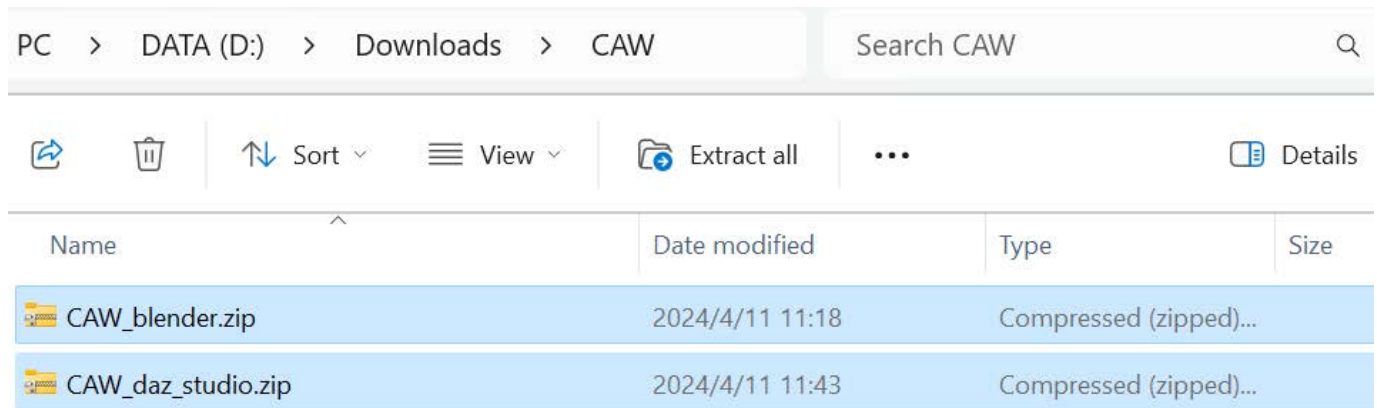 PC > DATA (D:) > Downloads > CAW Search CAW
Sort View Extract all ... Details
Name Date modified Type Size
CAW_blender.zip 2024/4/11 11:18 Compressed (zipped)...
CAW_daz_studio.zip 2024/4/11 11:43 Compressed (zipped)...